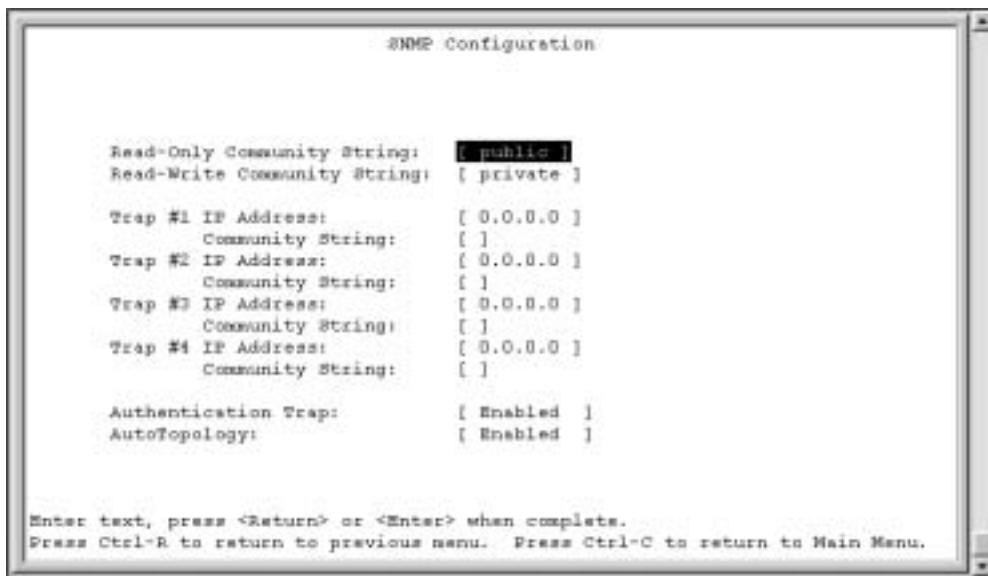 SNMP Configuration
Read-Only Community String: [ public ]
Read-Write Community String: [ private ]
Trap #1 IP Address: [ 0.0.0.0 ]
Community String: [ ]
Trap #2 IP Address: [ 0.0.0.0 ]
Community String: [ ]
Trap #3 IP Address: [ 0.0.0.0 ]
Community String: [ ]
Trap #4 IP Address: [ 0.0.0.0 ]
Community String: [ ]
Authentication Trap: [ Enabled ]
AutoTopology: [ Enabled ]
Enter text, press <Return> or <Enter> when complete.
Press Ctrl-R to return to previous menu. Press Ctrl-C to return to Main Menu.